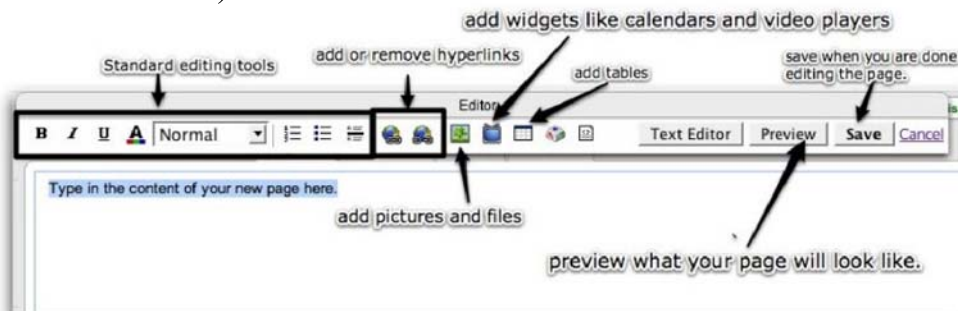 add widgets like calendars and video players
Standard editing tools
add or remove hyperlinks
add tables
save when you are done
editing the page.
Editor
B I U A Normal
Text Editor Preview Save Cancel
Type in the content of your new page here.
add pictures and files
preview what your page will look like.